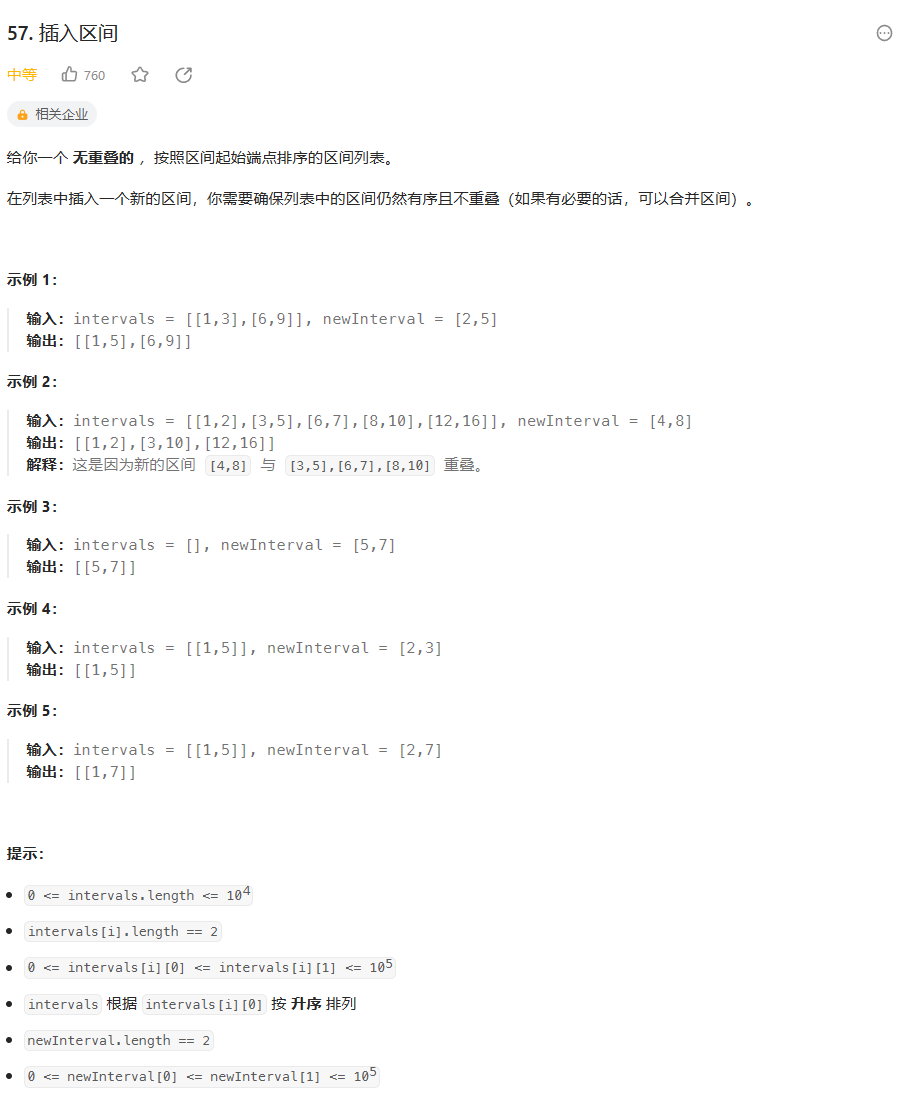 57. 插入区间
中等 760
相关企业
给你一个 无重叠的 ，按照区间起始端点排序的区间列表。
在列表中插入一个新的区间，你需要确保列表中的区间仍然有序且不重叠（如果有必要的话，可以合并区间）。
示例 1：
输入：intervals = [[1,3],[6,9]], newInterval = [2,5]
输出：[[1,5],[6,9]]
示例 2：
输入：intervals = [[1,2],[3,5],[6,7],[8,10],[12,16]], newInterval = [4,8]
输出：[[1,2],[3,10],[12,16]]
解释：这是因为新的区间 [4,8] 与 [3,5],[6,7],[8,10] 重叠。
示例 3：
输入：intervals = [], newInterval = [5,7]
输出：[[5,7]]
示例 4：
输入：intervals = [[1,5]], newInterval = [2,3]
输出：[[1,5]]
示例 5：
输入：intervals = [[1,5]], newInterval = [2,7]
输出：[[1,7]]
提示：
• 0 <= intervals.length <= 10⁴
• intervals[i].length == 2
• 0 <= intervals[i][0] <= intervals[i][1] <= 10⁵
• intervals 根据 intervals[i][0] 按 升序 排列
• newInterval.length == 2
• 0 <= newInterval[0] <= newInterval[1] <= 10⁵